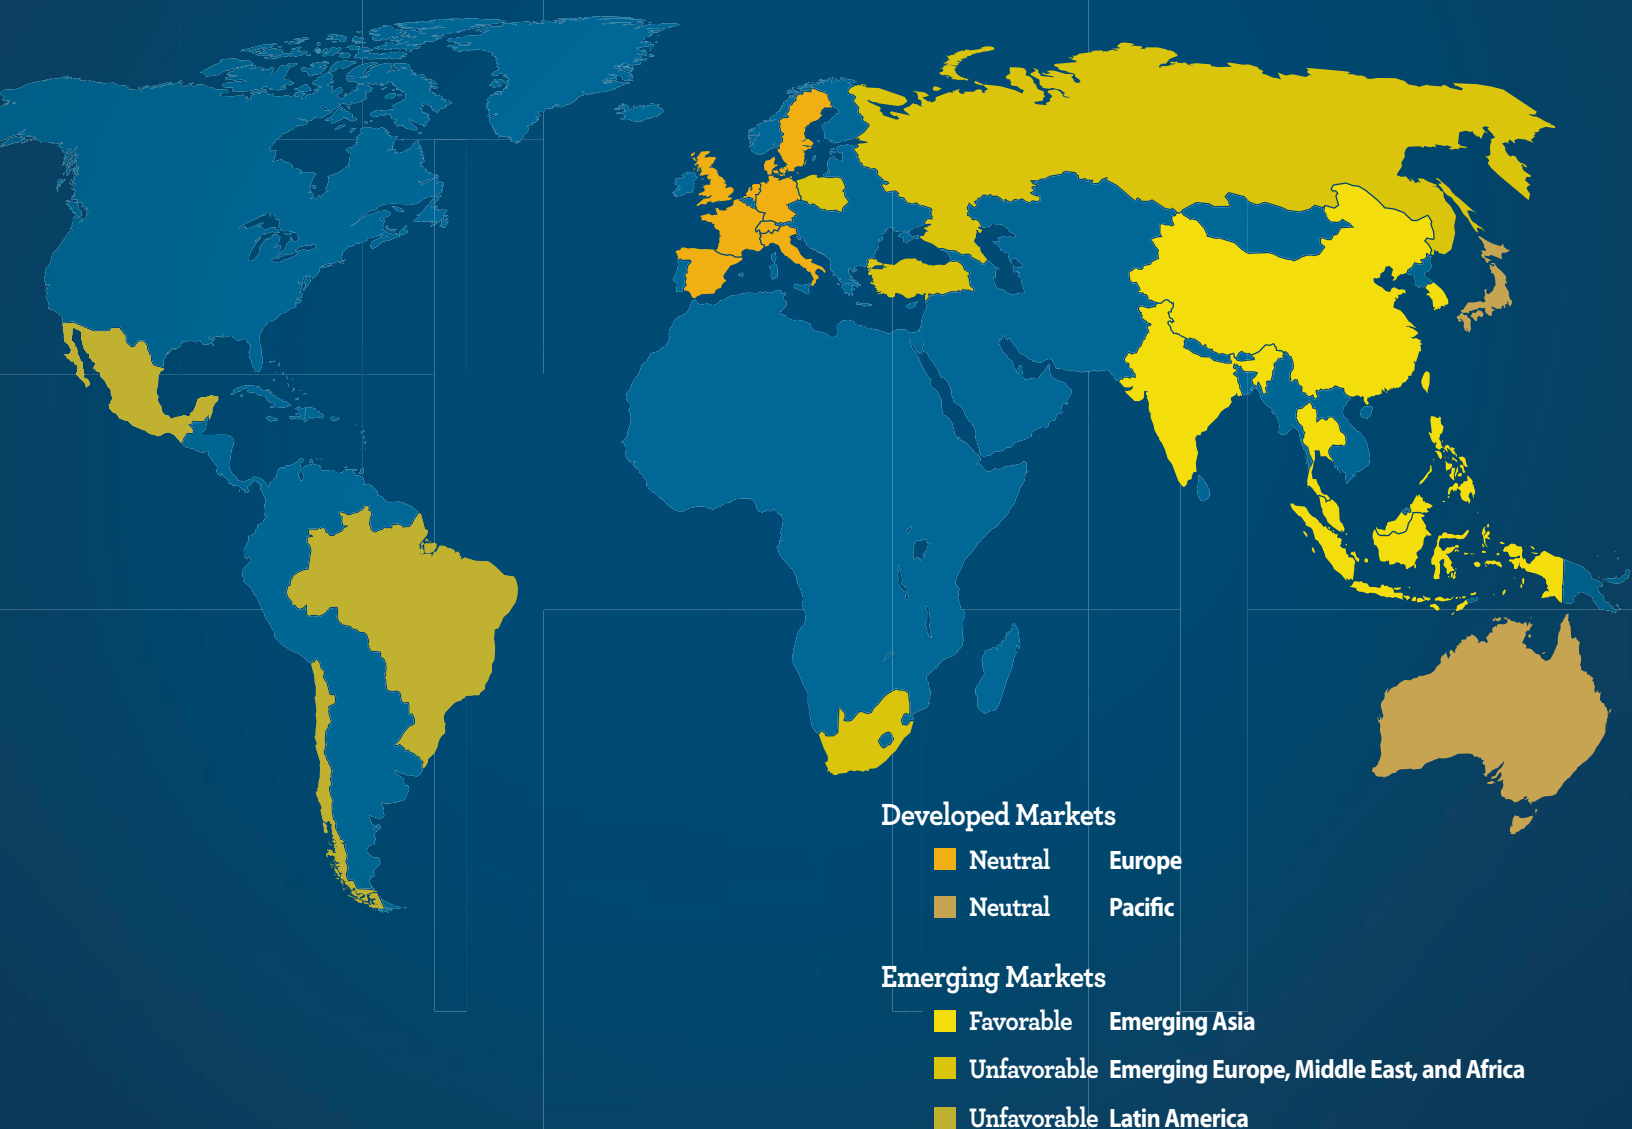 Developed Markets
Neutral Europe
Neutral Pacific
Emerging Markets
Favorable Emerging Asia
Unfavorable Emerging Europe, Middle East, and Africa
Unfavorable Latin America